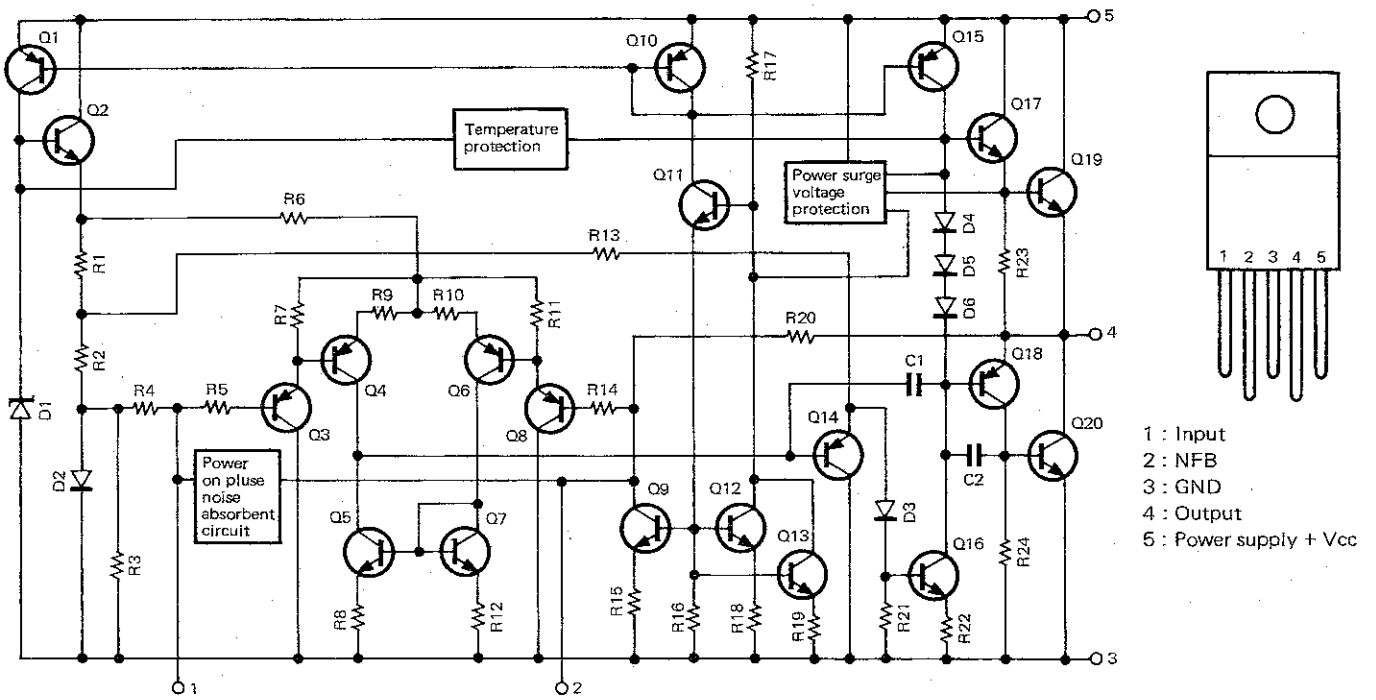 Q1
Q2
Q10
R17
Q15
5
Q17
Temperature
protection
Q11
Power surge
voltage
protection
Q19
R6
R1
R13
D4
D5
D6
R23
R7
R9
R10
R11
R20
4
R2
Q4
Q6
C1
Q18
D1
R4
R5
Q3
Q8
R14
Q14
Q20
D2
Power
on pluse
noise
absorbent
circuit
C2
Q5
Q7
Q9
Q12
Q13
D3
Q16
R24
R3
R8
R12
R15
R16
R18
R19
R21
R22
3
1
2
1 2 3 4 5
1 : Input
2 : NFB
3 : GND
4 : Output
5 : Power supply + Vcc